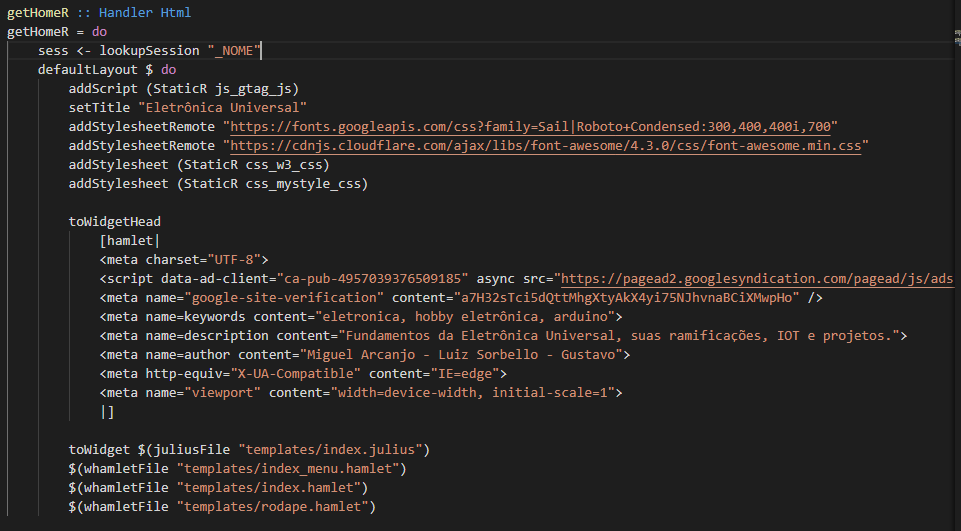 getHomeR :: Handler Html
getHomeR = do
    sess <- lookupSession "_NOME"
    defaultLayout $ do
        addScript (StaticR js_gtag_js)
        setTitle "Eletrônica Universal"
        addStylesheetRemote "https://fonts.googleapis.com/css?family=Sail|Roboto+Condensed:300,400,400i,700"
        addStylesheetRemote "https://cdnjs.cloudflare.com/ajax/libs/font-awesome/4.3.0/css/font-awesome.min.css"
        addStylesheet (StaticR css_w3_css)
        addStylesheet (StaticR css_mystyle_css)

        toWidgetHead
            [hamlet|
            <meta charset="UTF-8">
            <script data-ad-client="ca-pub-4957039376509185" async src="https://pagead2.googlesyndication.com/pagead/js/ads
            <meta name="google-site-verification" content="a7H32sTci5dQttMhgXtyAkX4yi75NJhvnaBCiXMwpHo" />
            <meta name=keywords content="eletronica, hobby eletrônica, arduino">
            <meta name=description content="Fundamentos da Eletrônica Universal, suas ramificações, IOT e projetos.">
            <meta name=author content="Miguel Arcanjo - Luiz Sorbello - Gustavo">
            <meta http-equiv="X-UA-Compatible" content="IE=edge">
            <meta name="viewport" content="width=device-width, initial-scale=1">
            |]

        toWidget $(juliusFile "templates/index.julius")
        $(whamletFile "templates/index_menu.hamlet")
        $(whamletFile "templates/index.hamlet")
        $(whamletFile "templates/rodape.hamlet")